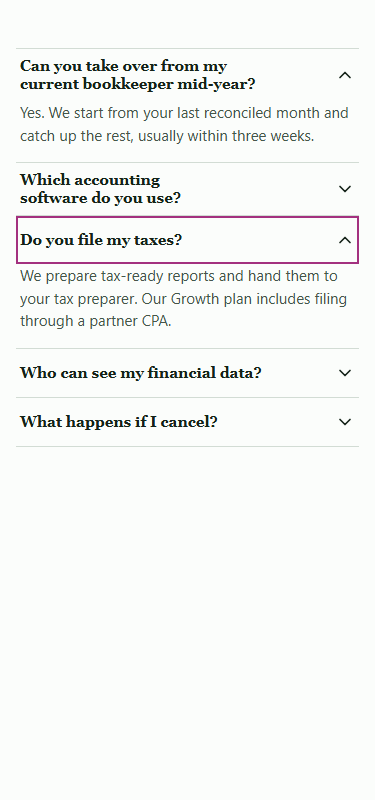 Can you take over from my
current bookkeeper mid-year?
Yes. We start from your last reconciled month and
catch up the rest, usually within three weeks.
Which accounting
software do you use?
Do you file my taxes?
We prepare tax-ready reports and hand them to
your tax preparer. Our Growth plan includes filing
through a partner CPA.
Who can see my financial data?
What happens if I cancel?